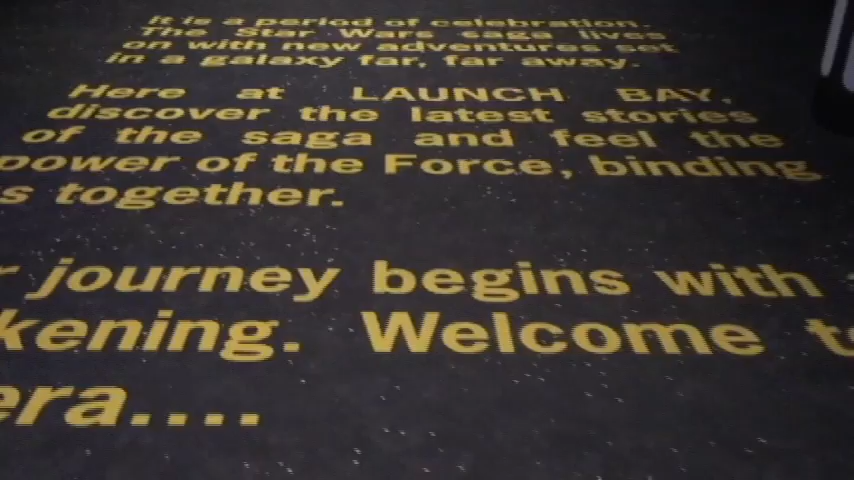 It is a period of celebration.
The Star Wars saga lives
on with new adventures set
in a galaxy far, far away.
Here at LAUNCH BAY,
discover the latest stories
of the saga and feel the
power of the Force, binding
s together.
r journey begins with
kening. Welcome to
era....